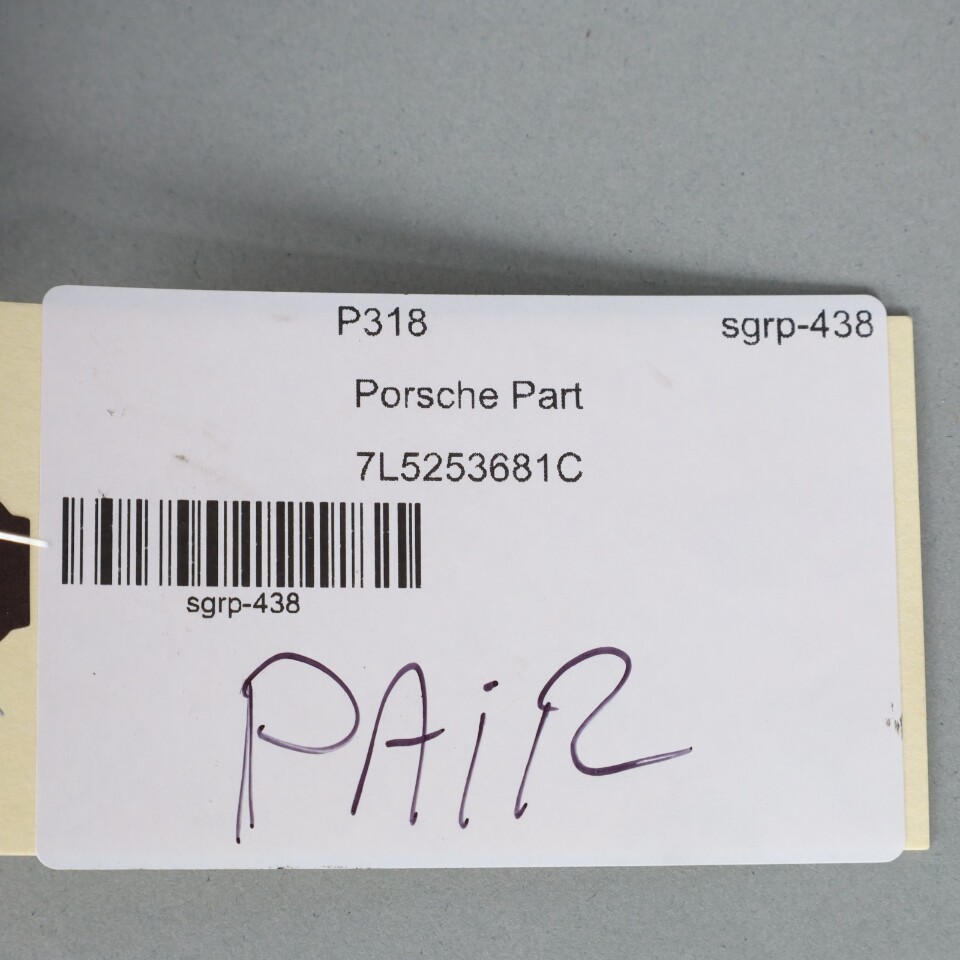 P318 sgrp-438
Porsche Part
7L5253681C
sgrp-438
PAiR